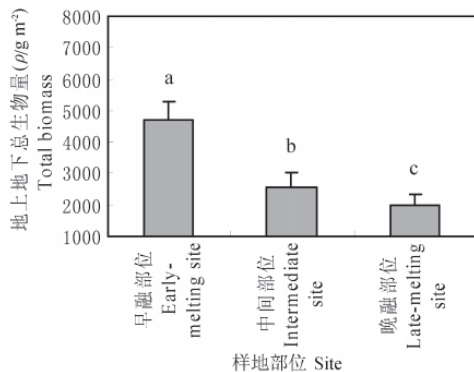 地上地下总生物量(ρ/g m⁻²)
Total biomass
8000
7000
6000
5000
4000
3000
2000
1000
a
b
c
早融部位
Early-
melting site
中间部位
Intermediate
site
晚融部位
Late-melting
site
样地部位 Site